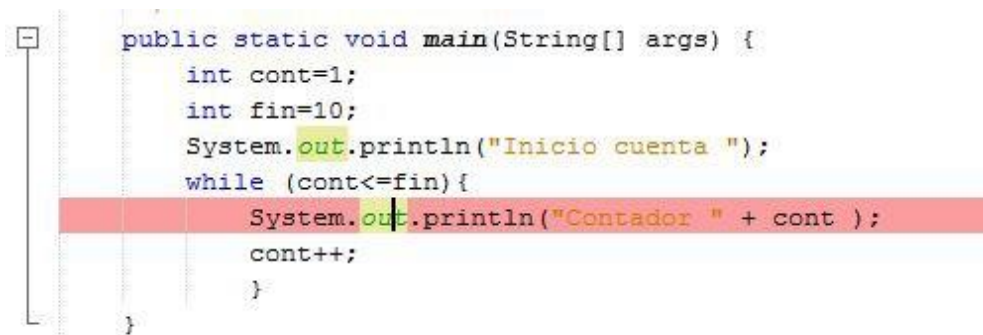 public static void main(String[] args) {
int cont=1;
int fin=10;
System.out.println("Inicio cuenta ");
while (cont<=fin){
System.out.println("Contador " + cont );
cont++;
}
}